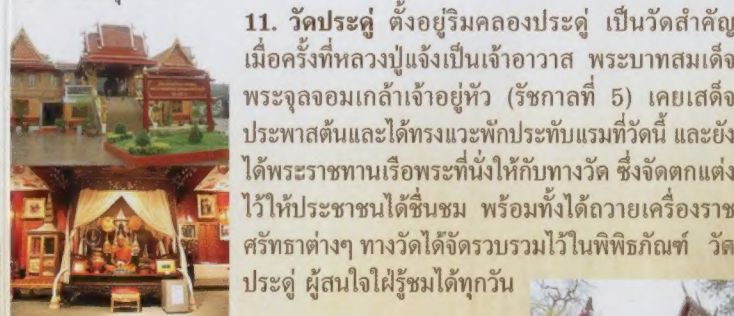 11. วัดประดู่ ตั้งอยู่ริมคลองประดู่ เป็นวัดสำคัญ
เมื่อครั้งที่หลวงปู่แจ้งเป็นเจ้าอาวาส พระบาทสมเด็จ
พระจุลจอมเกล้าเจ้าอยู่หัว (รัชกาลที่ 5) เคยเสด็จ
ประพาสต้นและได้ทรงแวะพักประทับแรมที่วัดนี้ และยัง
ได้พระราชทานเรือพระที่นั่งให้กับทางวัด ซึ่งจัดตกแต่ง
ไว้ให้ประชาชนได้ชื่นชม พร้อมทั้งได้ถวายเครื่องราช
ศรัทธาต่างๆ ทางวัดได้จัดรวบรวมไว้ในพิพิธภัณฑ์ วัด
ประดู่ ผู้สนใจใฝ่รู้ชมได้ทุกวัน